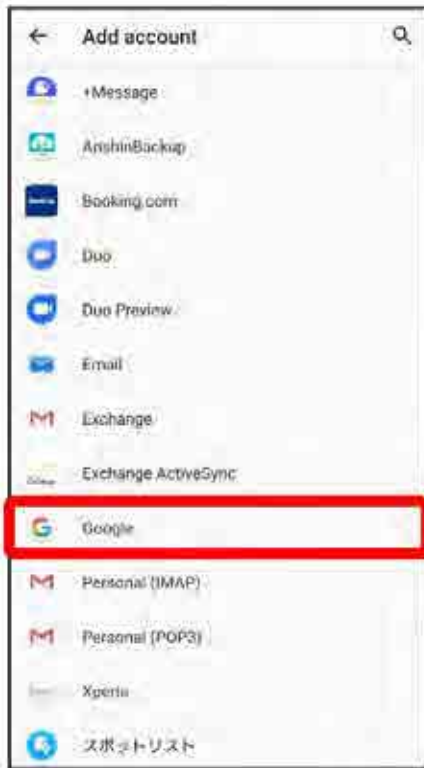 Add account
+Message
AnshinBackup
Booking.com
Duo
Duo Preview
Email
Exchange
Exchange ActiveSync
Google
Personal (IMAP)
Personal (POP3)
Xperia
スポットリスト